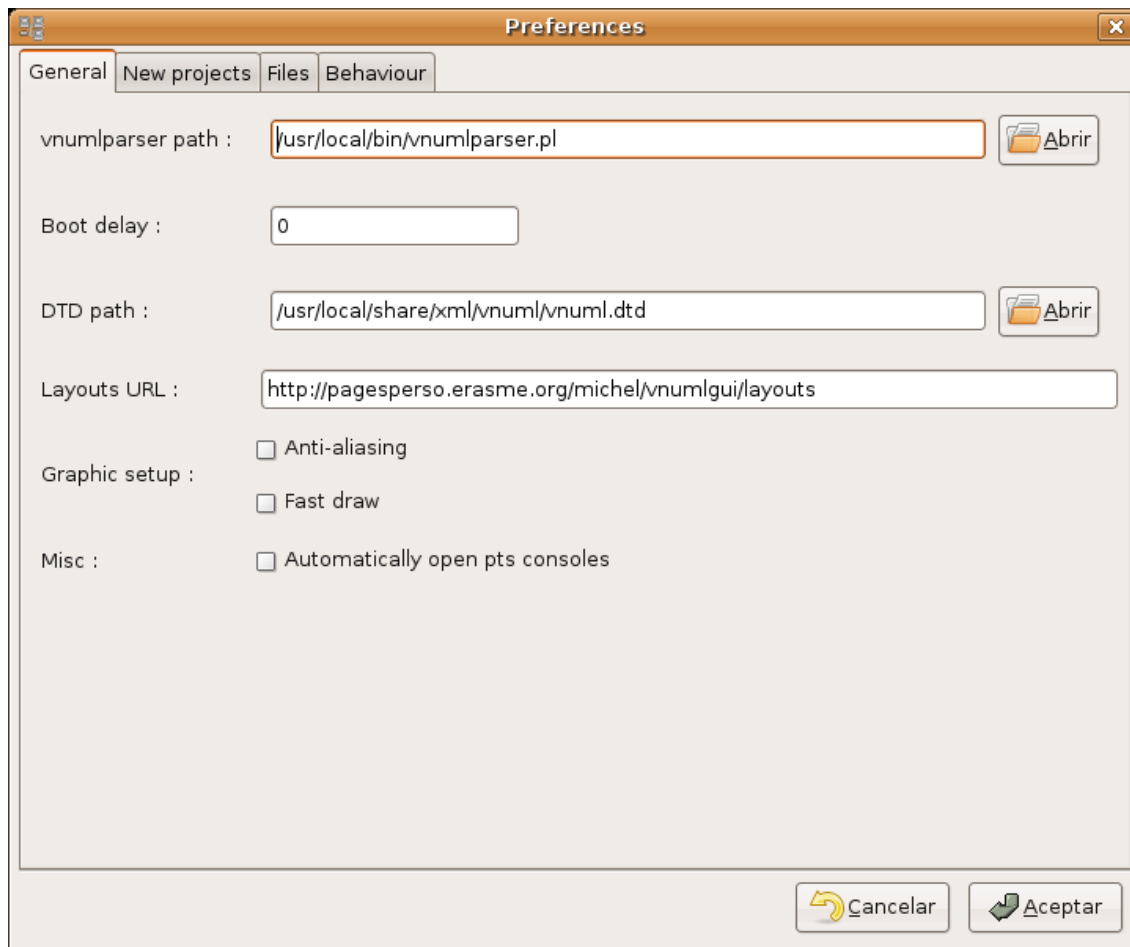 Preferences
General New projects Files Behaviour
vnumlparser path : /usr/local/bin/vnumlparser.pl Abrir
Boot delay : 0
DTD path : /usr/local/share/xml/vnuml/vnuml.dtd Abrir
Layouts URL : http://pagesperso.erasme.org/michel/vnumlgui/layouts
Anti-aliasing
Graphic setup :
Fast draw
Misc : Automatically open pts consoles
Cancelar Aceptar